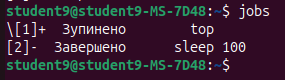 student9@student9-MS-7D48:~$ jobs
\[1]+  Зупинено        top
[2]-  Завершено      sleep 100
student9@student9-MS-7D48:~$